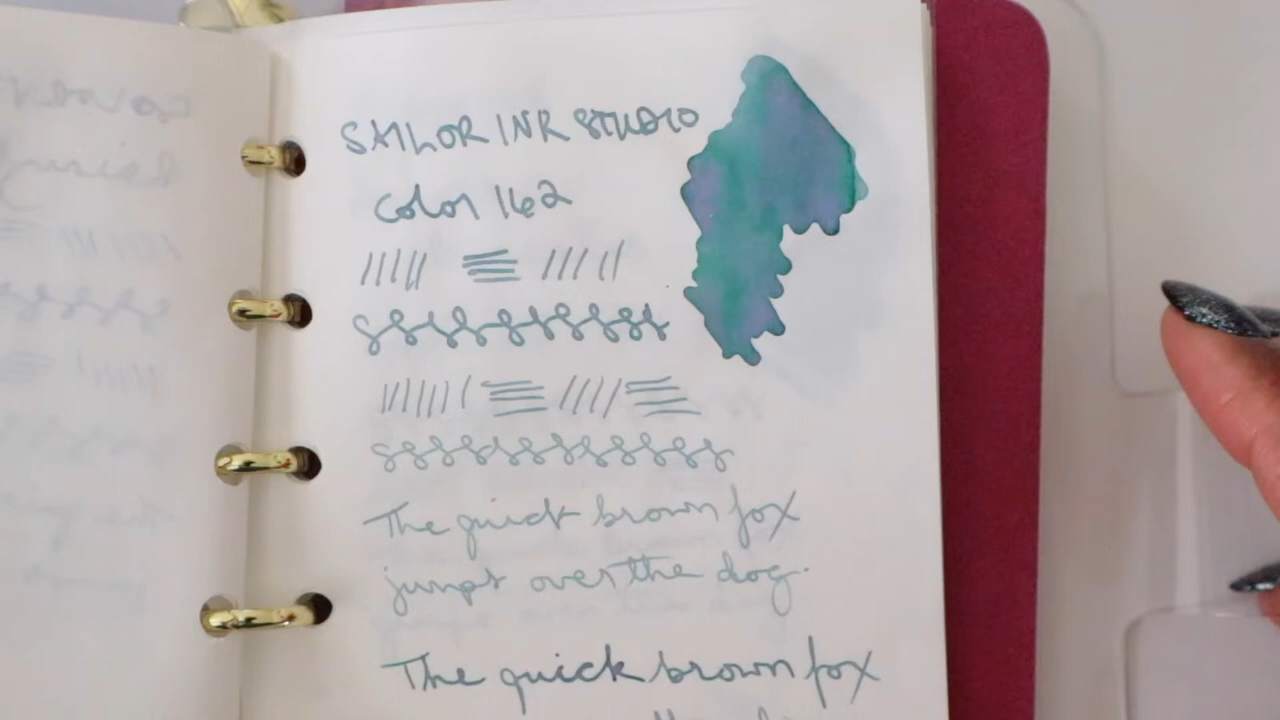 SAILOR INK STUDIO
Color 162
The quick brown fox
jumps over the dog.
The quick brown fox